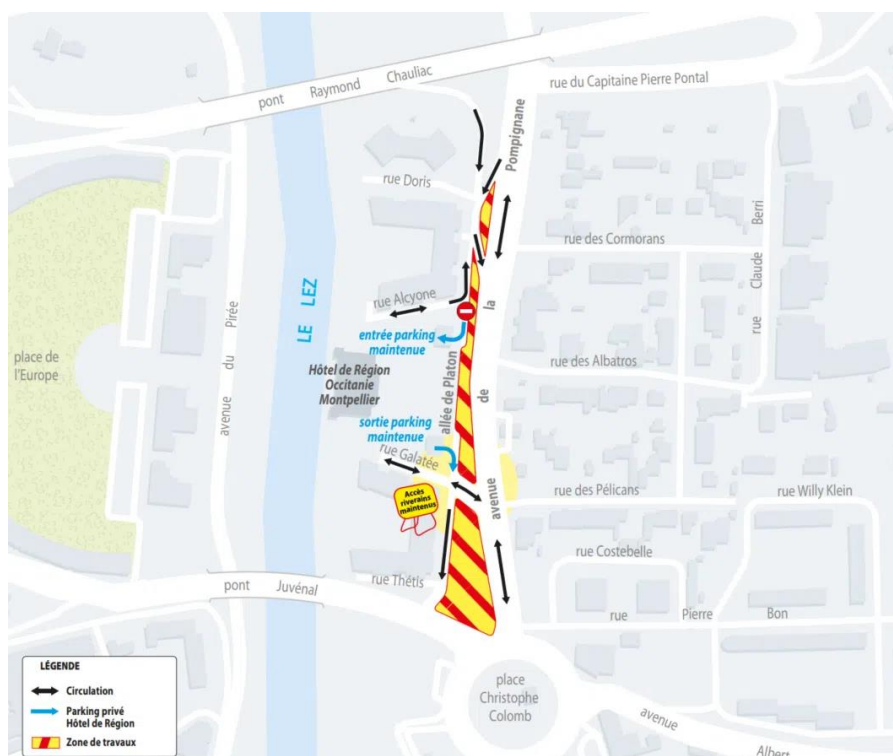 pont Raymond Chauliac
rue du Capitaine Pierre Pontal
Pompignane
rue Doris
rue des Cormorans
Berri
Claude
rue
rue Alcyone
la
LE LEZ
avenue du Pirée
place de
l'Europe
entrée parking
maintenue
Hôtel de Région
Occitanie
Montpellier
allée de Platon
de
rue des Albatros
sortie parking
maintenue
rue Galatée
Accès
riverains
maintenus
avenue
rue des Pélicans
rue Willy Klein
rue Costebelle
rue Thétis
pont Juvénal
rue Pierre Bon
place
Christophe
Colomb
avenue
Albert
LÉGENDE
Circulation
Parking privé
Hôtel de Région
Zone de travaux